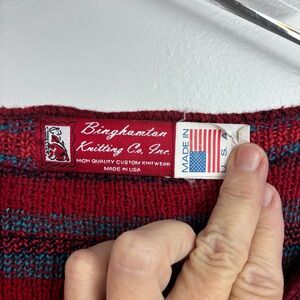 Binghamton
Knitting Co., Inc.
HIGH QUALITY CUSTOM KNITWEAR
MADE IN USA
MADE IN
U.S.A.